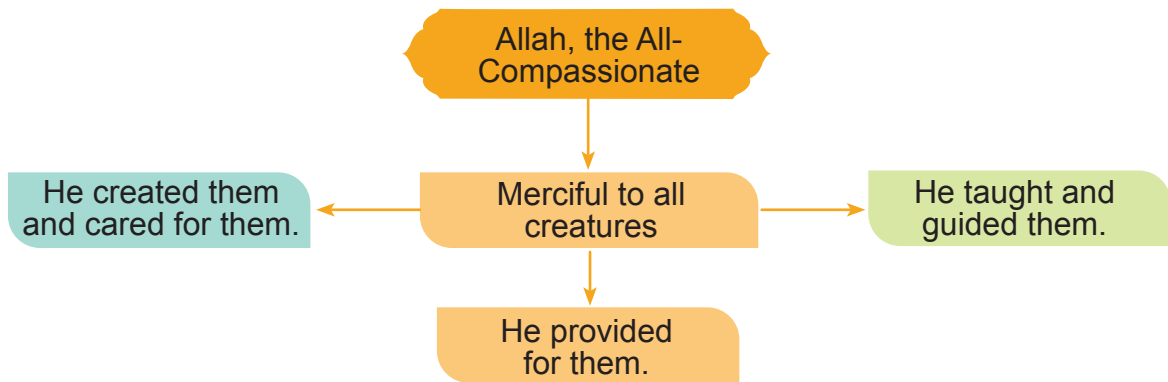 Allah, the All-
Compassionate
He created them
and cared for them.
Merciful to all
creatures
He taught and
guided them.
He provided
for them.